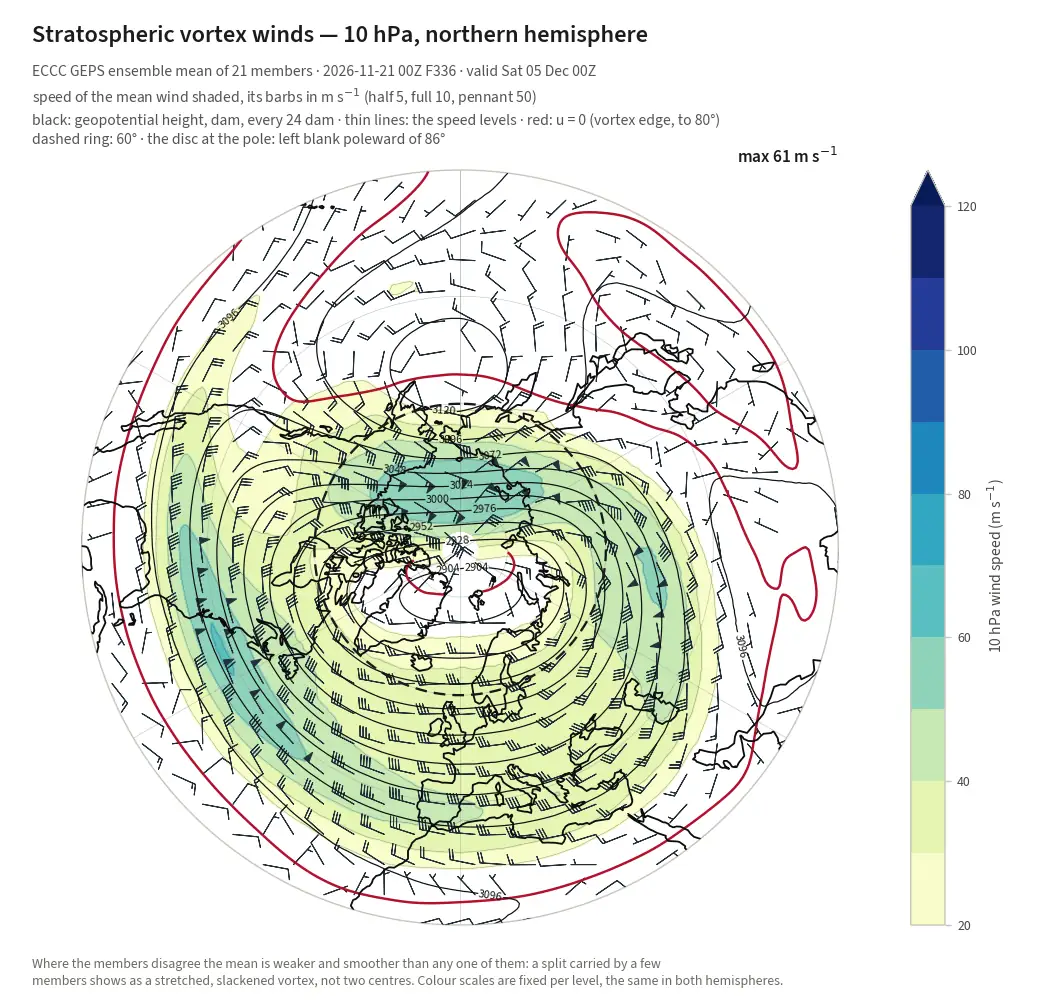 Stratospheric vortex winds — 10 hPa, northern hemisphere
ECCC GEPS ensemble mean of 21 members · 2026-11-21 00Z F336 · valid Sat 05 Dec 00Z
speed of the mean wind shaded, its barbs in m s⁻¹ (half 5, full 10, pennant 50)
black: geopotential height, dam, every 24 dam · thin lines: the speed levels · red: u = 0 (vortex edge, to 80°)
dashed ring: 60° · the disc at the pole: left blank poleward of 86°
max 61 m s⁻¹
120
100
80
60
40
20
10 hPa wind speed (m s⁻¹)
3096
3120
3096
3072
3048
3024
3000
2976
2952
2928
2904
2904
3096
3096
Where the members disagree the mean is weaker and smoother than any one of them: a split carried by a few
members shows as a stretched, slackened vortex, not two centres. Colour scales are fixed per level, the same in both hemispheres.